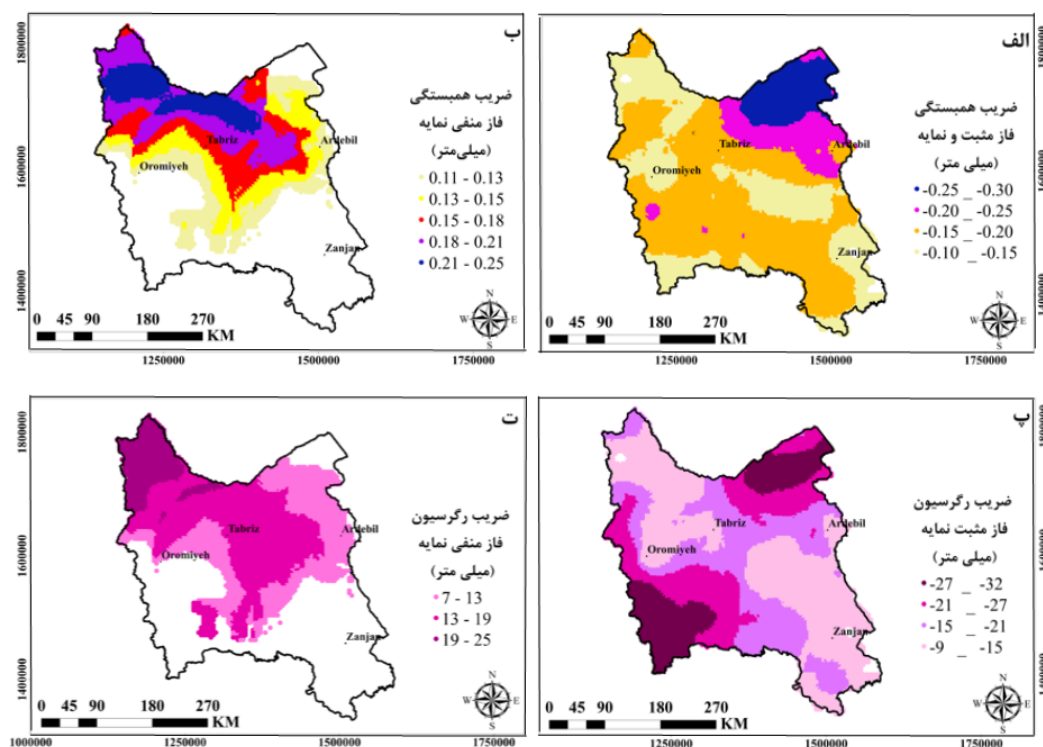 الف
ضریب همبستگی
فاز مثبت و نمایه
(میلی متر)
-0.25 _ -0.30
-0.20 _ -0.25
-0.15 _ -0.20
-0.10 _ -0.15
Tabriz
Ardebil
Oromiyeh
Zanjan
0 45 90 180 270
KM
N
W E
S
1250000 1500000 1750000
1800000
1600000
1400000
ب
ضریب همبستگی
فاز منفی نمایه
(میلی‌متر)
0.11 - 0.13
0.13 - 0.15
0.15 - 0.18
0.18 - 0.21
0.21 - 0.25
Tabriz
Ardebil
Oromiyeh
Zanjan
0 45 90 180 270
KM
N
W E
S
1250000 1500000 1750000
1800000
1600000
1400000
پ
ضریب رگرسیون
فاز مثبت نمایه
(میلی متر)
-27 _ -32
-21 _ -27
-15 _ -21
-9 _ -15
Tabriz
Ardebil
Oromiyeh
Zanjan
0 45 90 180 270
KM
N
W E
S
1250000 1500000 1750000
1800000
1600000
1400000
ت
ضریب رگرسیون
فاز منفی نمایه
(میلی متر)
7 - 13
13 - 19
19 - 25
Tabriz
Ardebil
Oromiyeh
Zanjan
0 45 90 180 270
KM
N
W E
S
1000000 1250000 1500000 1750000
1800000
1600000
1400000